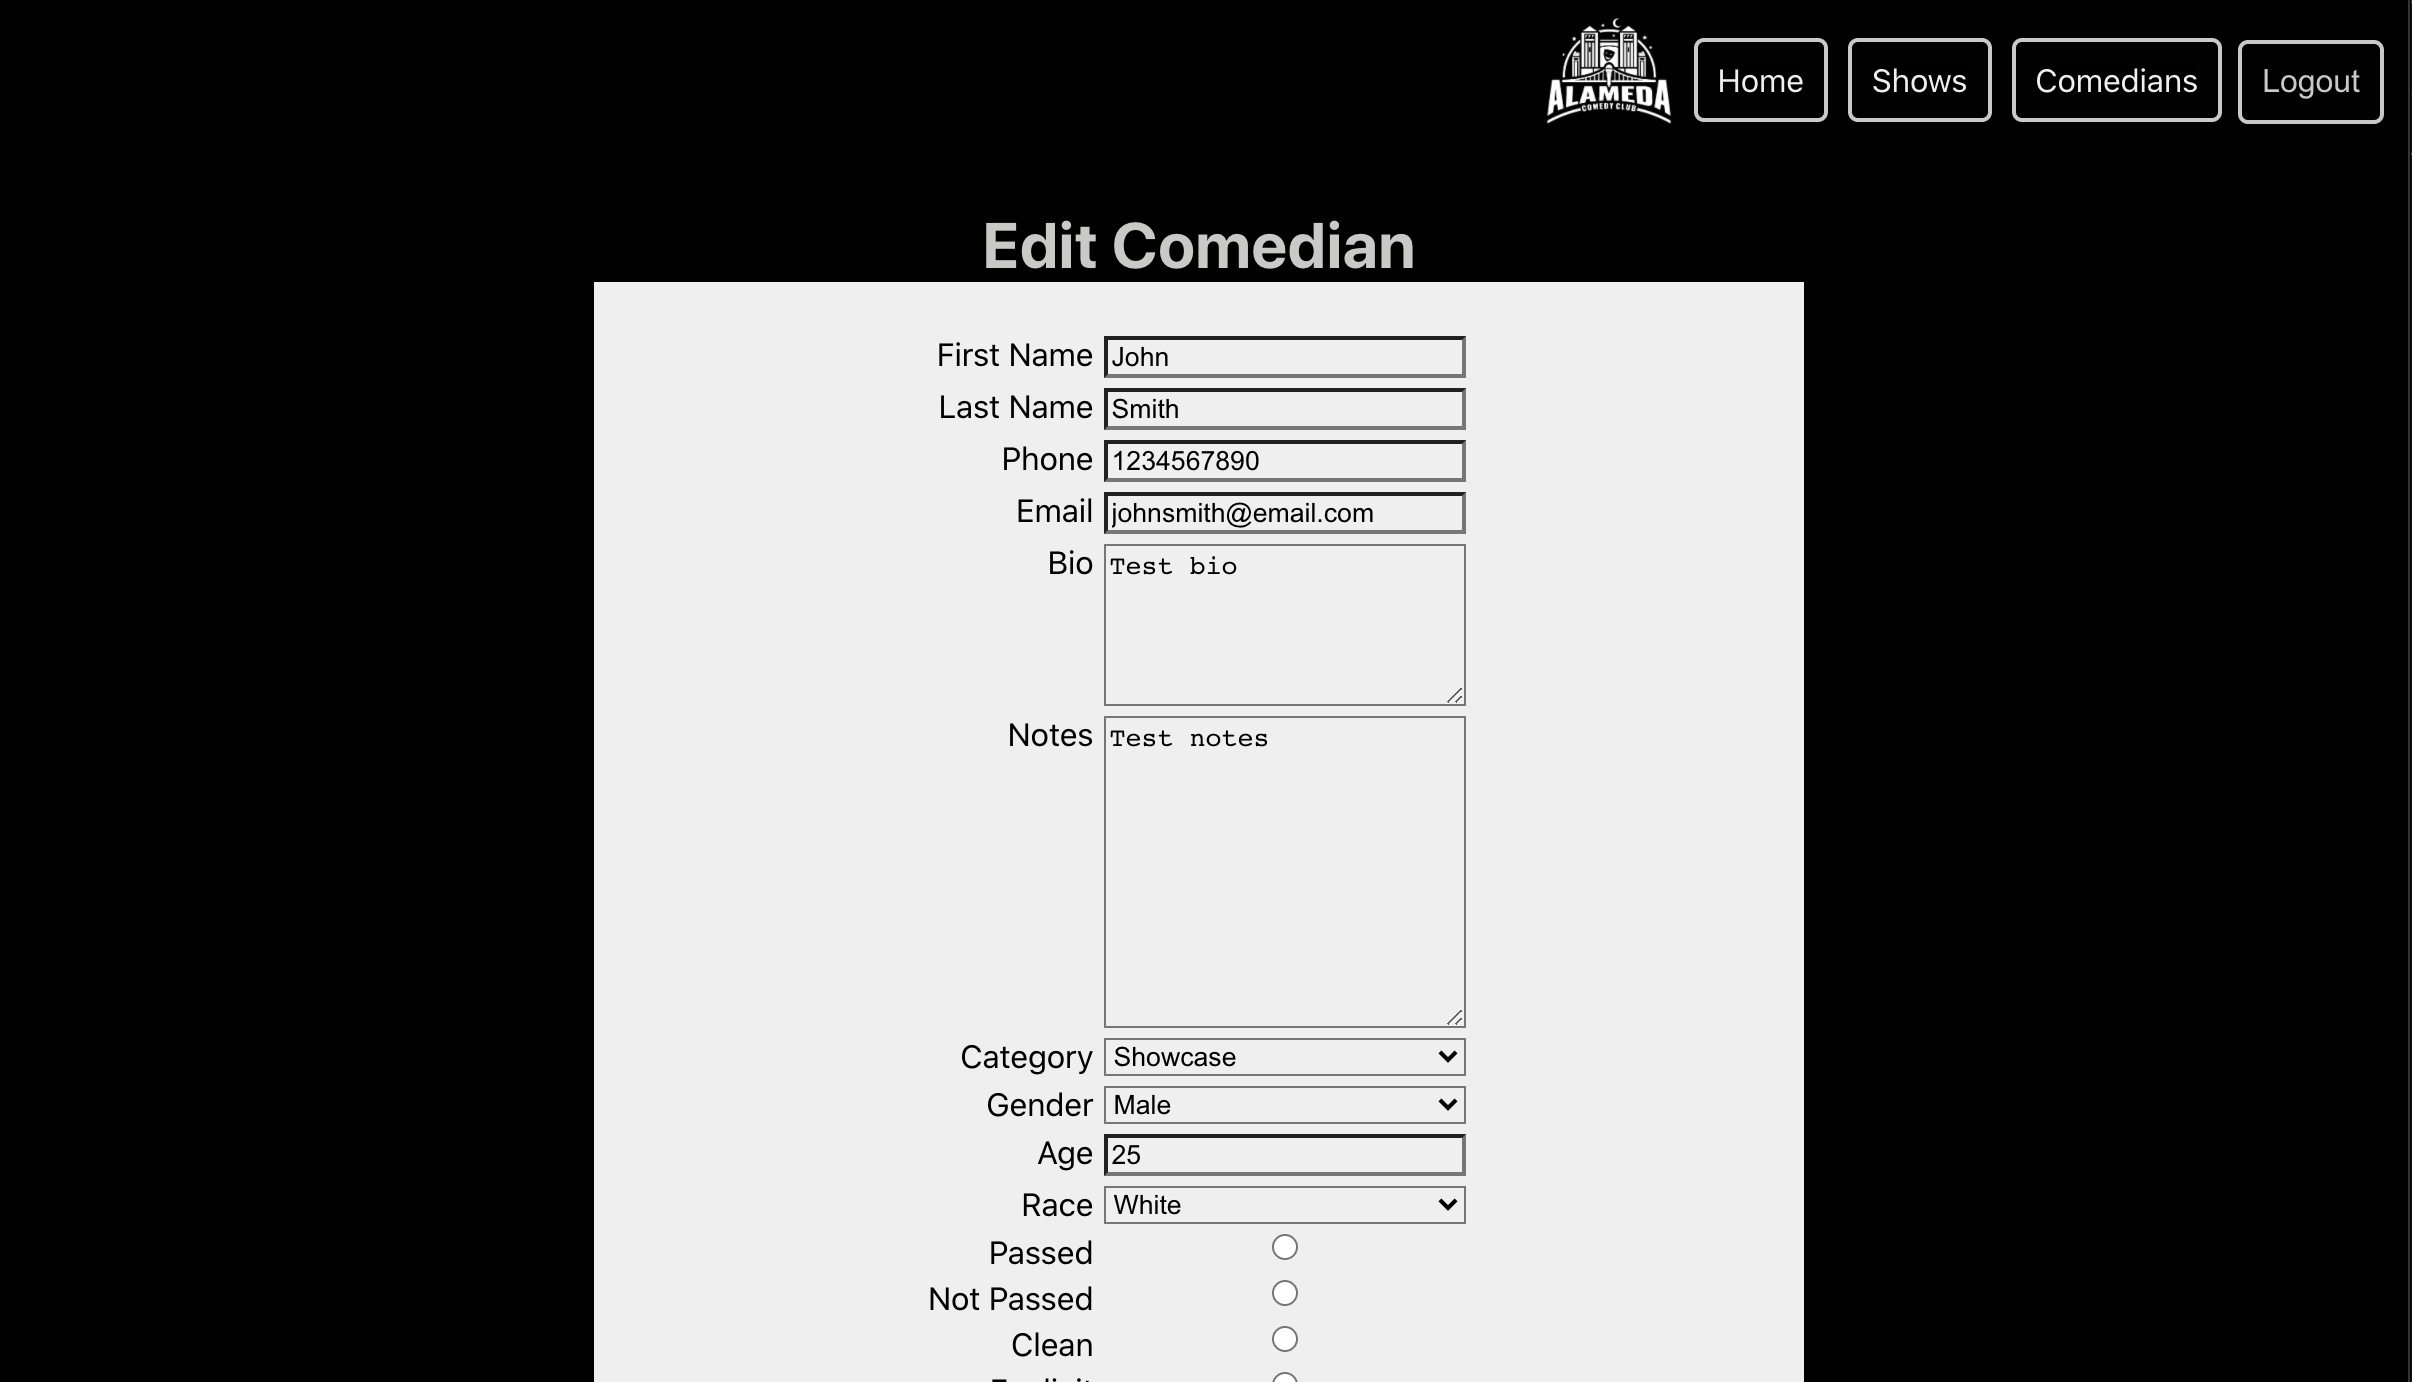 ALAMEDA
COMEDY CLUB
Home
Shows
Comedians
Logout
Edit Comedian
First Name John
Last Name Smith
Phone 1234567890
Email johnsmith@email.com
Bio Test bio
Notes Test notes
Category Showcase
Gender Male
Age 25
Race White
Passed
Not Passed
Clean